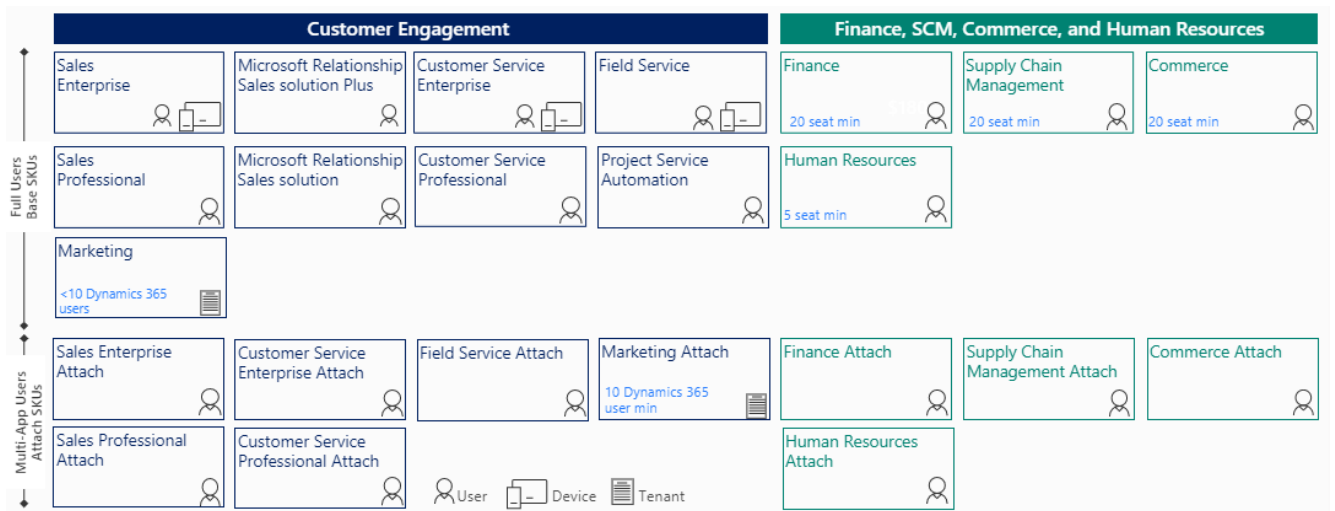 Customer Engagement
Finance, SCM, Commerce, and Human Resources
Full Users
Base SKUs
Sales
Enterprise
Microsoft Relationship
Sales solution Plus
Customer Service
Enterprise
Field Service
Finance
20 seat min
Supply Chain
Management
20 seat min
Commerce
20 seat min
Sales
Professional
Microsoft Relationship
Sales solution
Customer Service
Professional
Project Service
Automation
Human Resources
5 seat min
Marketing
<10 Dynamics 365
users
Multi-App Users
Attach SKUs
Sales Enterprise
Attach
Customer Service
Enterprise Attach
Field Service Attach
Marketing Attach
10 Dynamics 365
user min
Finance Attach
Supply Chain
Management Attach
Commerce Attach
Sales Professional
Attach
Customer Service
Professional Attach
Human Resources
Attach
User
Device
Tenant